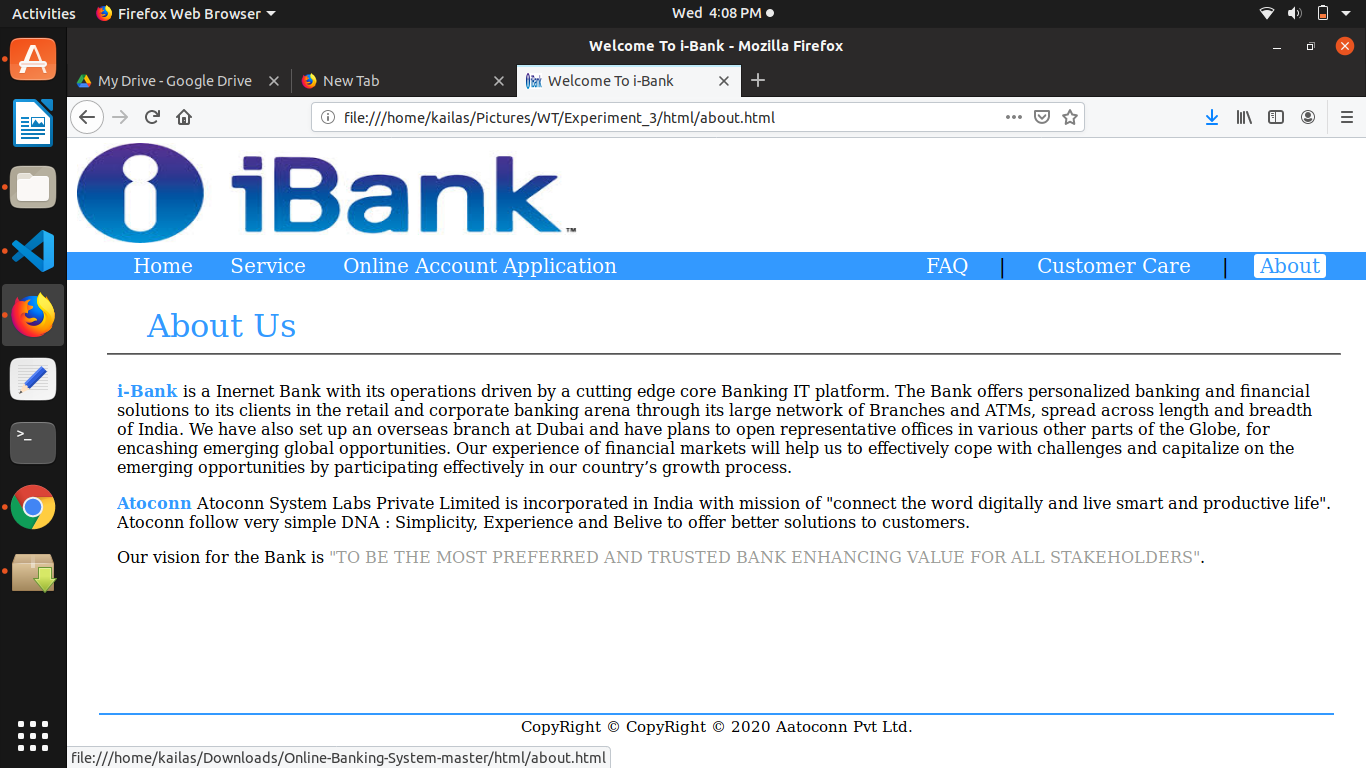 Activities Firefox Web Browser Wed 4:08 PM
Welcome To i-Bank - Mozilla Firefox
My Drive - Google Drive New Tab Welcome To i-Bank
file:///home/kailas/Pictures/WT/Experiment_3/html/about.html
i iBank™
Home Service Online Account Application FAQ | Customer Care | About
About Us
i-Bank is a Inernet Bank with its operations driven by a cutting edge core Banking IT platform. The Bank offers personalized banking and financial
solutions to its clients in the retail and corporate banking arena through its large network of Branches and ATMs, spread across length and breadth
of India. We have also set up an overseas branch at Dubai and have plans to open representative offices in various other parts of the Globe, for
encashing emerging global opportunities. Our experience of financial markets will help us to effectively cope with challenges and capitalize on the
emerging opportunities by participating effectively in our country’s growth process.
Atoconn Atoconn System Labs Private Limited is incorporated in India with mission of "connect the word digitally and live smart and productive life".
Atoconn follow very simple DNA : Simplicity, Experience and Belive to offer better solutions to customers.
Our vision for the Bank is "TO BE THE MOST PREFERRED AND TRUSTED BANK ENHANCING VALUE FOR ALL STAKEHOLDERS".
CopyRight © CopyRight © 2020 Aatoconn Pvt Ltd.
file:///home/kailas/Downloads/Online-Banking-System-master/html/about.html